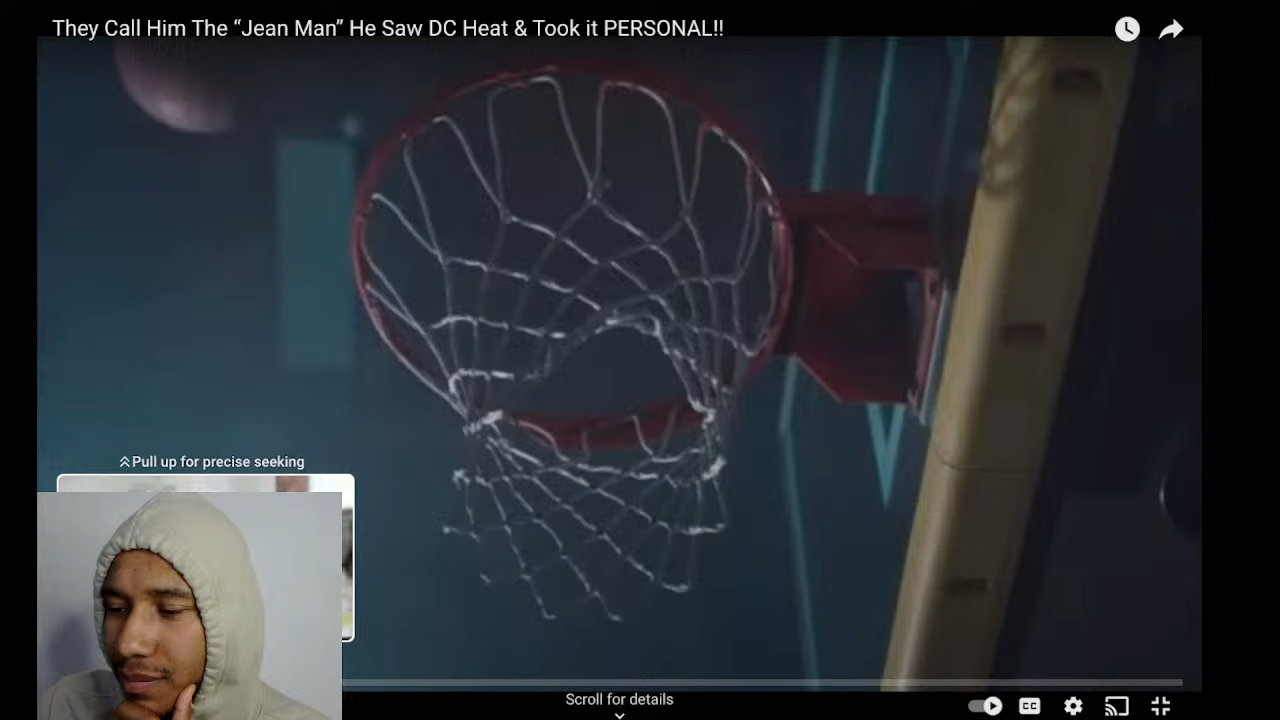 They Call Him The “Jean Man” He Saw DC Heat & Took it PERSONAL!!
Pull up for precise seeking
Scroll for details
CC